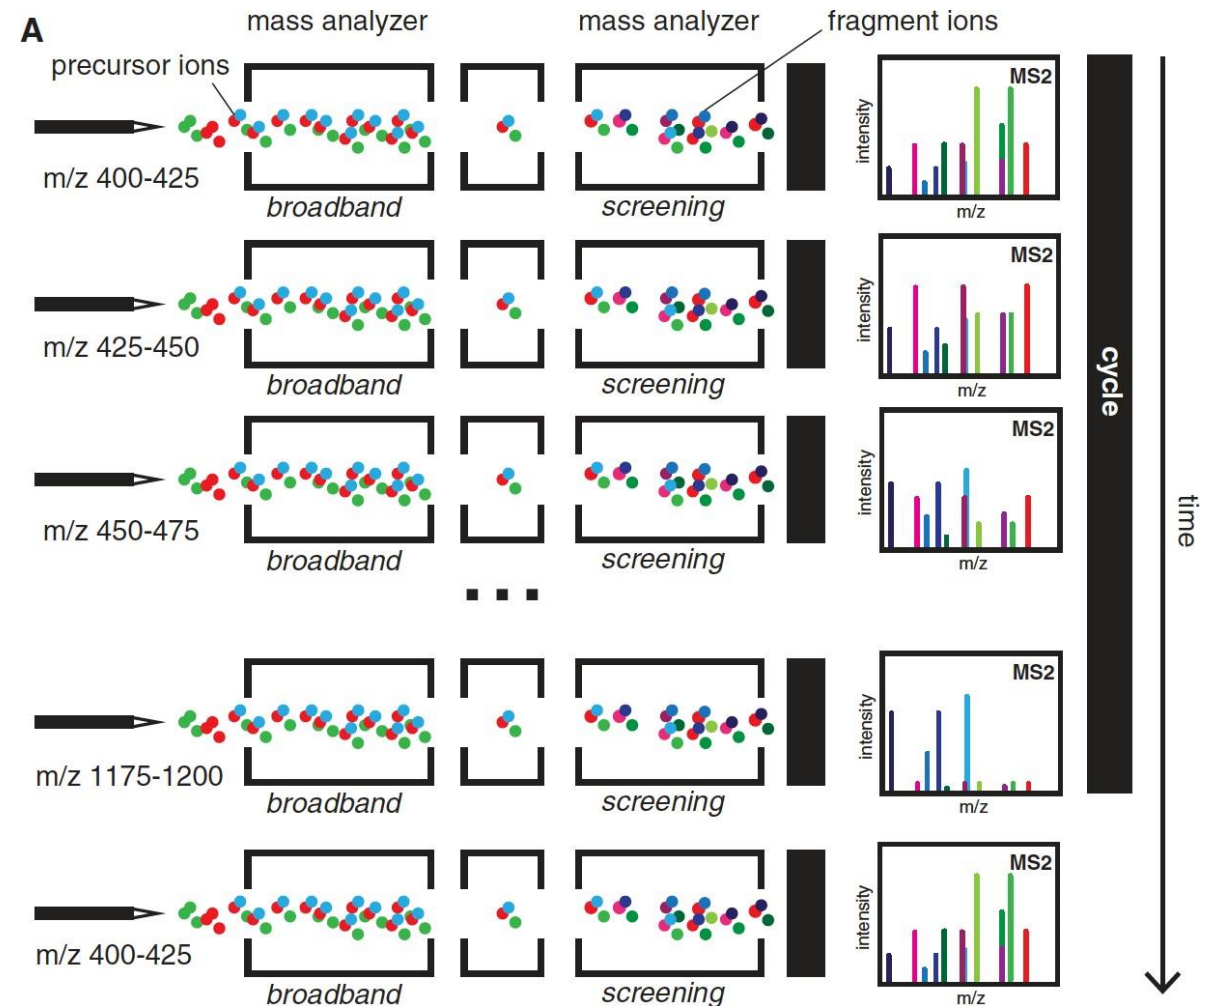 A
mass analyzer
mass analyzer
fragment ions
precursor ions
m/z 400-425
broadband
screening
MS2
intensity
m/z
m/z 425-450
broadband
screening
MS2
intensity
m/z
m/z 450-475
broadband
screening
MS2
intensity
m/z
m/z 1175-1200
broadband
screening
MS2
intensity
m/z
m/z 400-425
broadband
screening
MS2
intensity
m/z
cycle
time